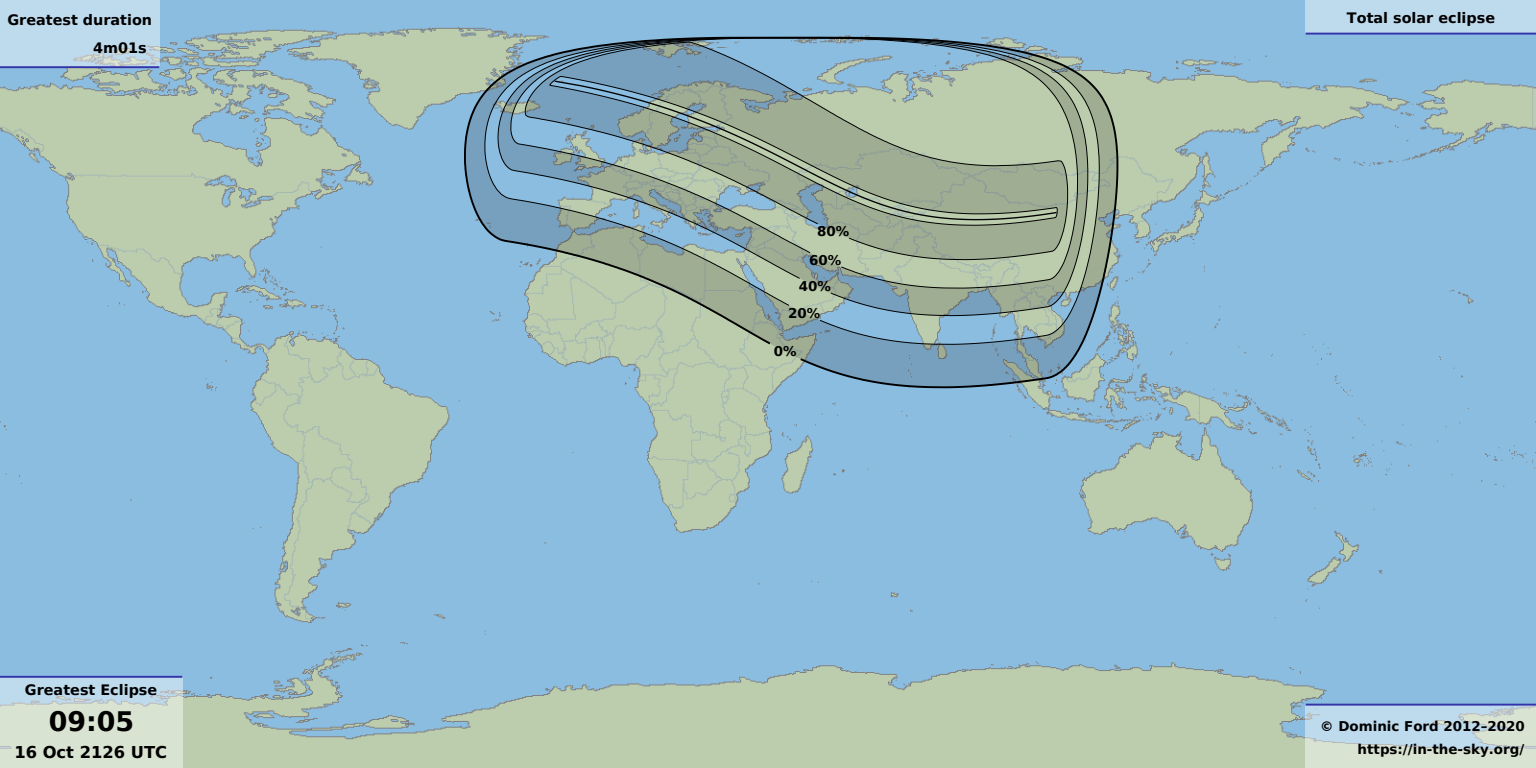 Greatest duration
4m01s
Total solar eclipse
80%
60%
40%
20%
0%
Greatest Eclipse
09:05
16 Oct 2126 UTC
© Dominic Ford 2012–2020
https://in-the-sky.org/